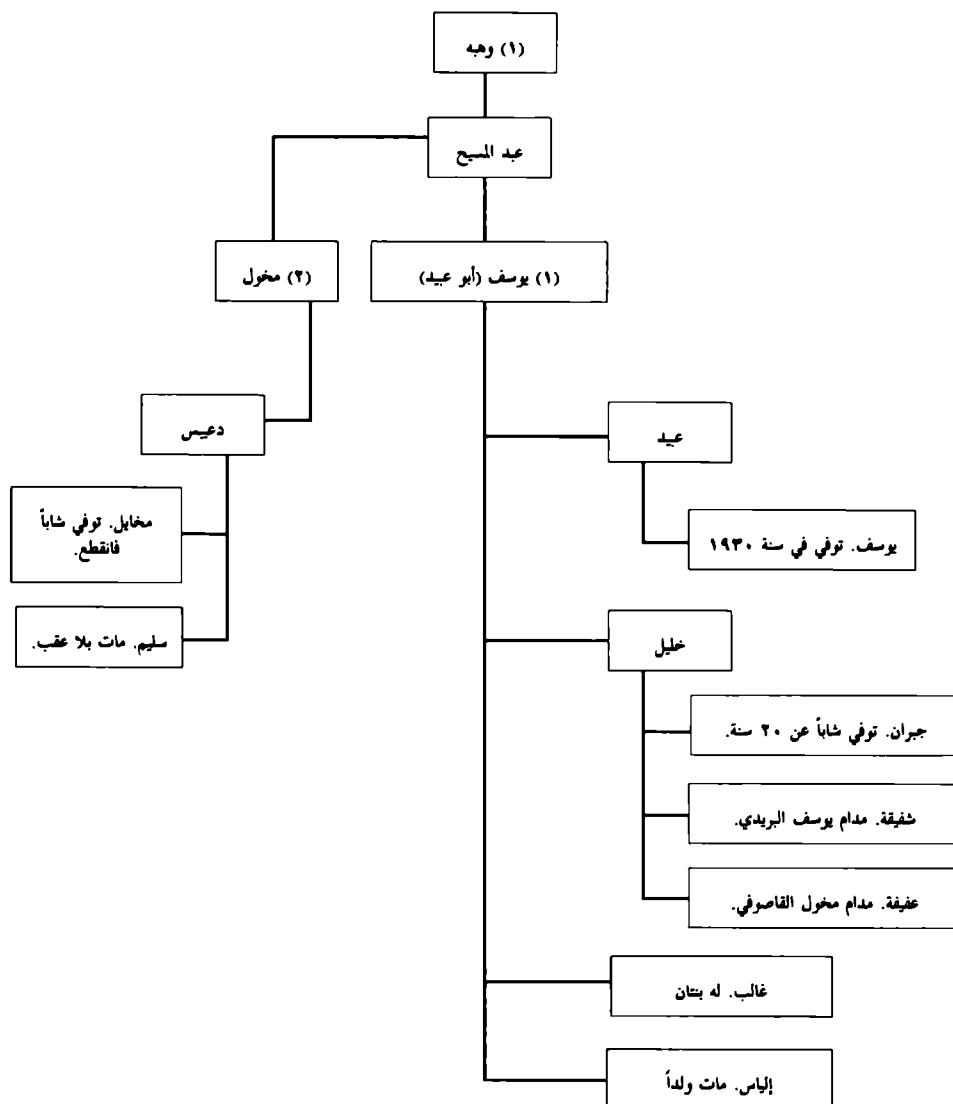 (١) وهبه
عبد المسيح
(١) يوسف (أبو عبيد)
(٢) مخول
دعيس
مخايل. توفي شاباً
فانقطع.
سليم. مات بلا عقب.
عبيد
يوسف. توفي في سنة ١٩٣٠
خليل
جبران. توفي شاباً عن ٢٠ سنة.
شفيقة. مدام يوسف البريدي.
عفيفة. مدام مخول القاصوفي.
غالب. له بنتان
إلياس. مات ولداً